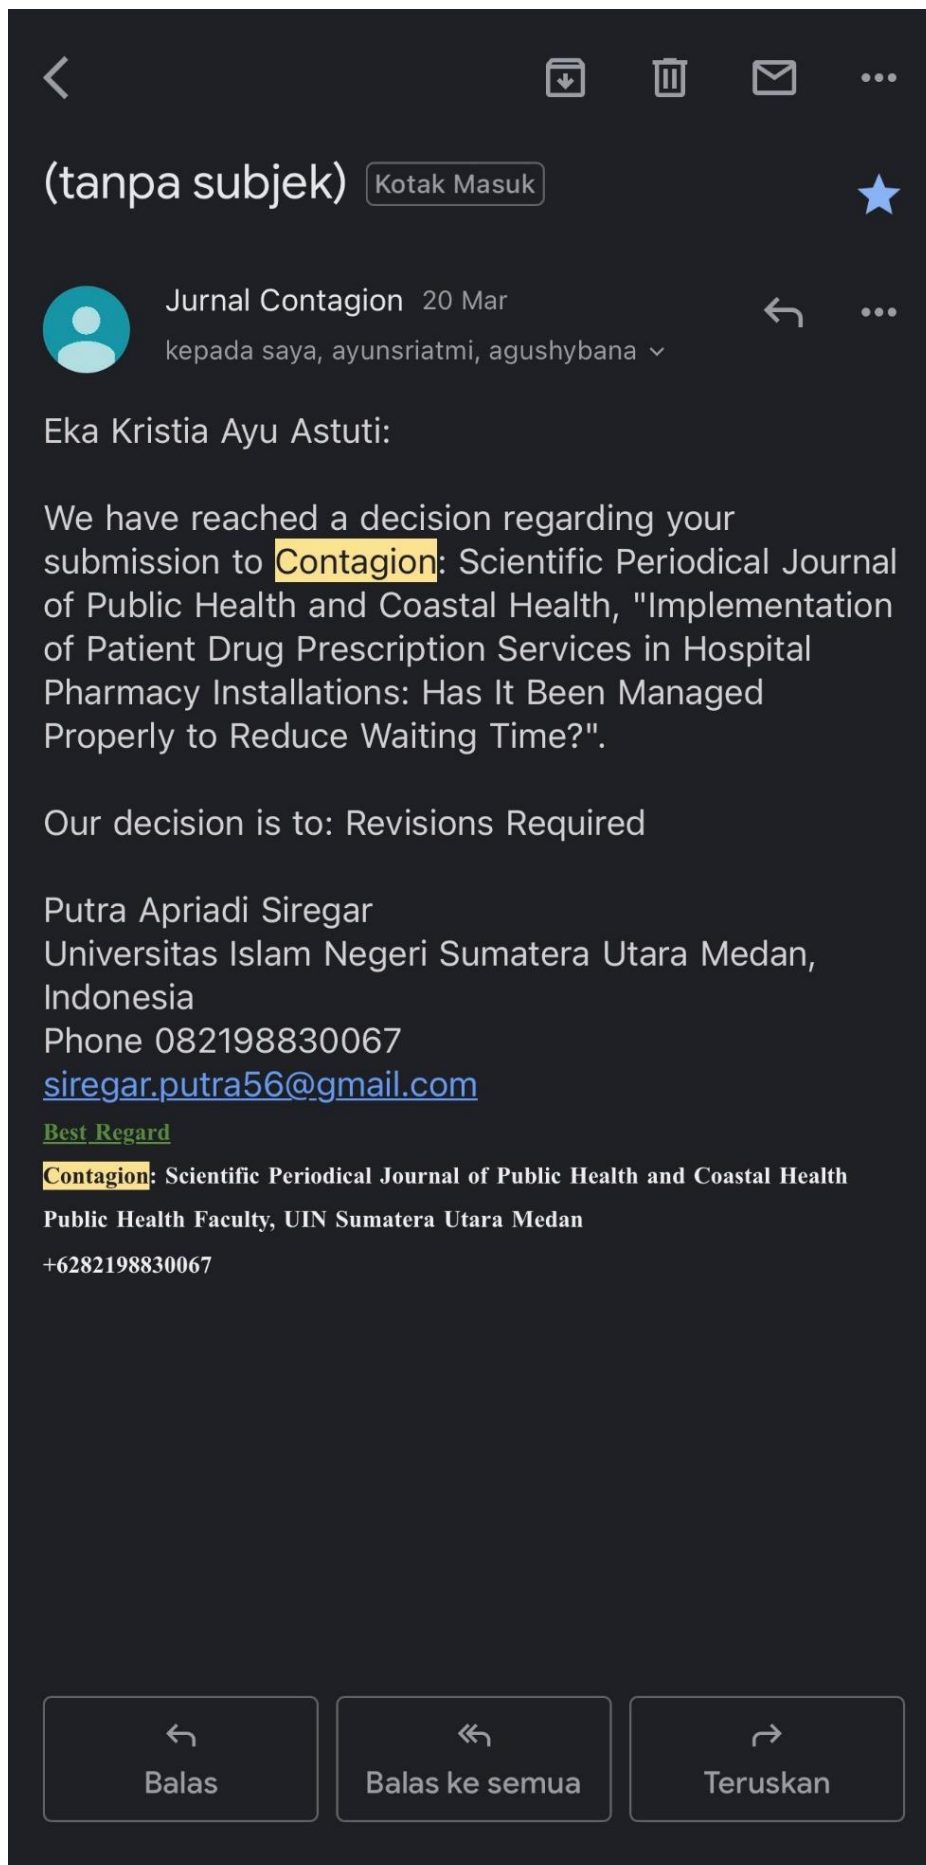 (tanpa subjek) Kotak Masuk
Jurnal Contagion 20 Mar
kepada saya, ayunsriatmi, agushybana
Eka Kristia Ayu Astuti:
We have reached a decision regarding your
submission to Contagion: Scientific Periodical Journal
of Public Health and Coastal Health, "Implementation
of Patient Drug Prescription Services in Hospital
Pharmacy Installations: Has It Been Managed
Properly to Reduce Waiting Time?".
Our decision is to: Revisions Required
Putra Apriadi Siregar
Universitas Islam Negeri Sumatera Utara Medan,
Indonesia
Phone 082198830067
siregar.putra56@gmail.com
Best Regard
Contagion: Scientific Periodical Journal of Public Health and Coastal Health
Public Health Faculty, UIN Sumatera Utara Medan
+6282198830067
Balas Balas ke semua Teruskan